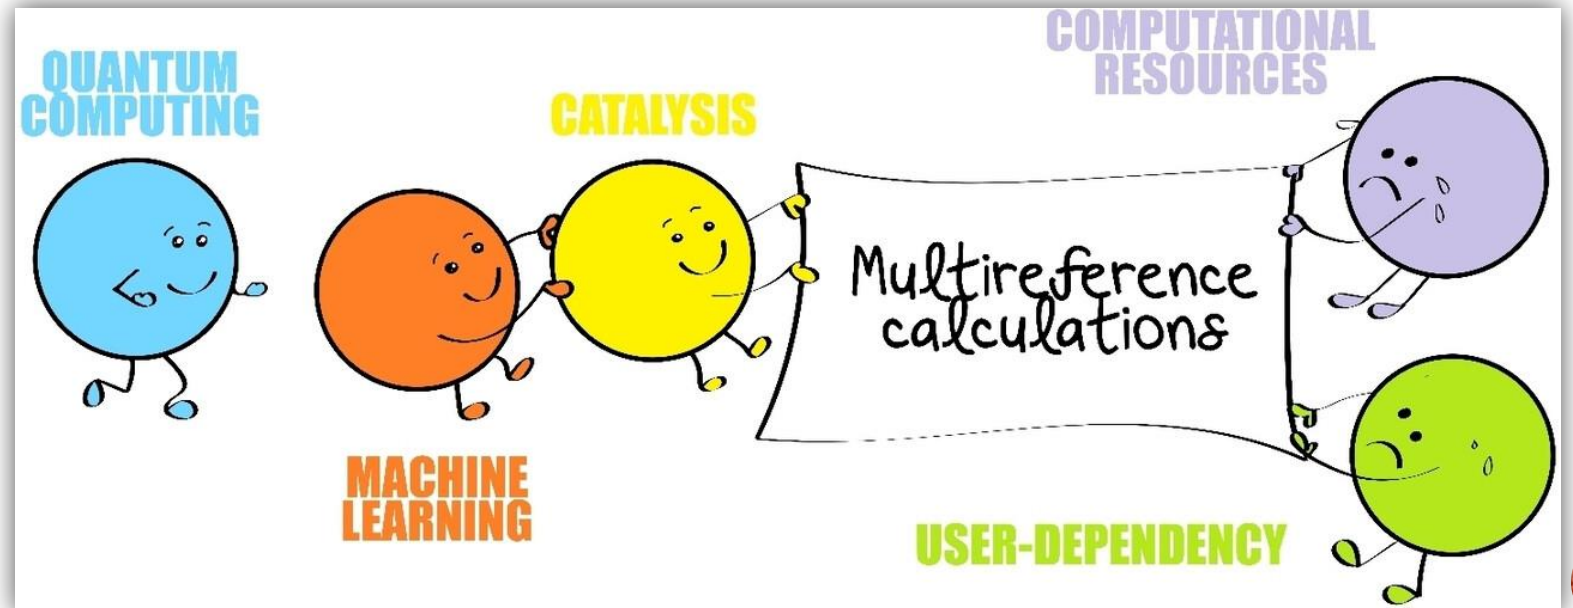 QUANTUM
COMPUTING
CATALYSIS
COMPUTATIONAL
RESOURCES
Multireference
calculations
MACHINE
LEARNING
USER-DEPENDENCY